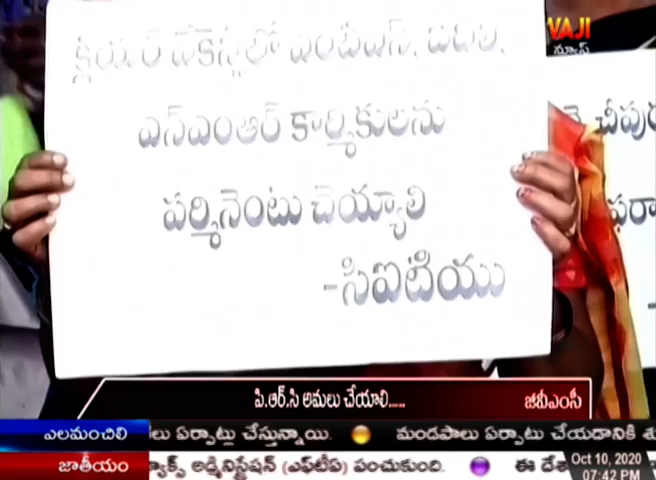 VAJI
న్యూస్
క్లియర్ వేకెన్సీలో ఎంటిఎస్,
ఎన్ఎంఆర్ కార్మికులను
పర్మినెంటు చెయ్యాలి
-సిఐటియు
పి.ఆర్.సి అమలు చేయాలి.....
జీవీఎంసీ
ఎలమంచిలి
లు ఏర్పాట్లు చేస్తున్నాయి. మండపాలు ఏర్పాటు చేయడానికి
జాతీయం
అడ్మినిస్ట్రేషన్ (ఎఫ్‌టిఏ) పంచుకుంది. ఈ
Oct 10, 2020
07:42 PM